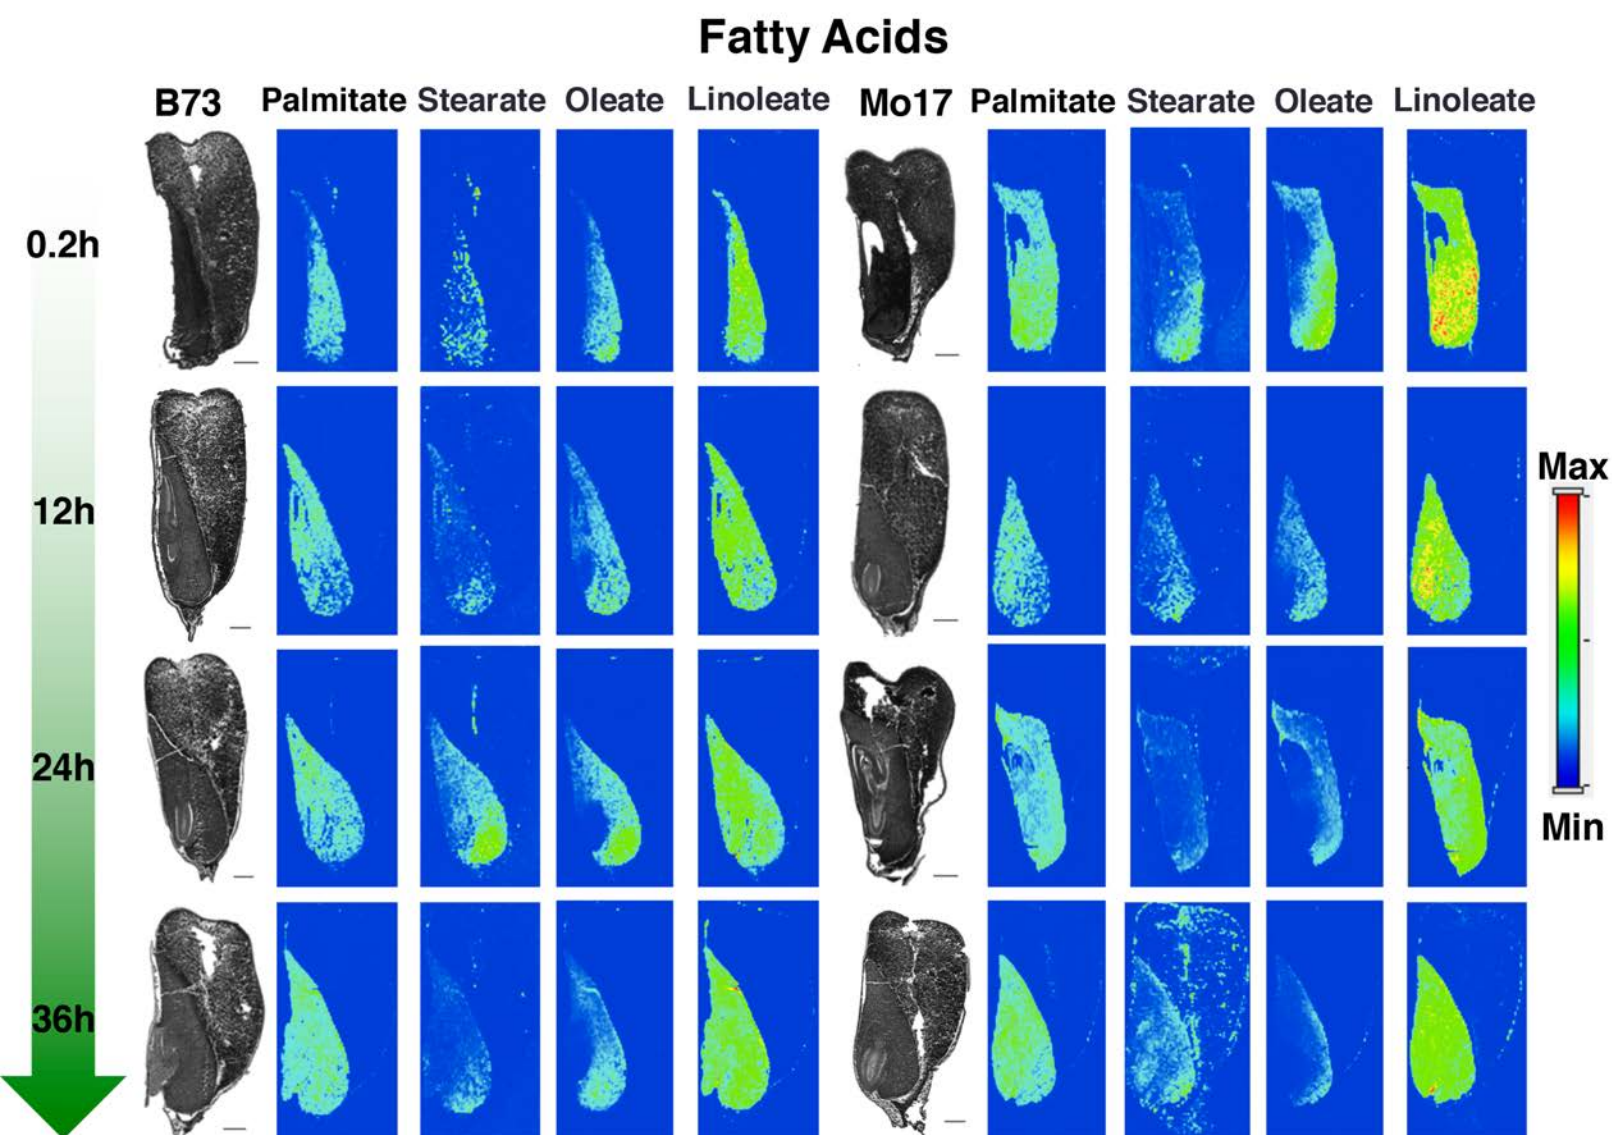 Fatty Acids
B73 Palmitate Stearate Oleate Linoleate Mo17 Palmitate Stearate Oleate Linoleate
0.2h
12h
Max
24h
Min
36h